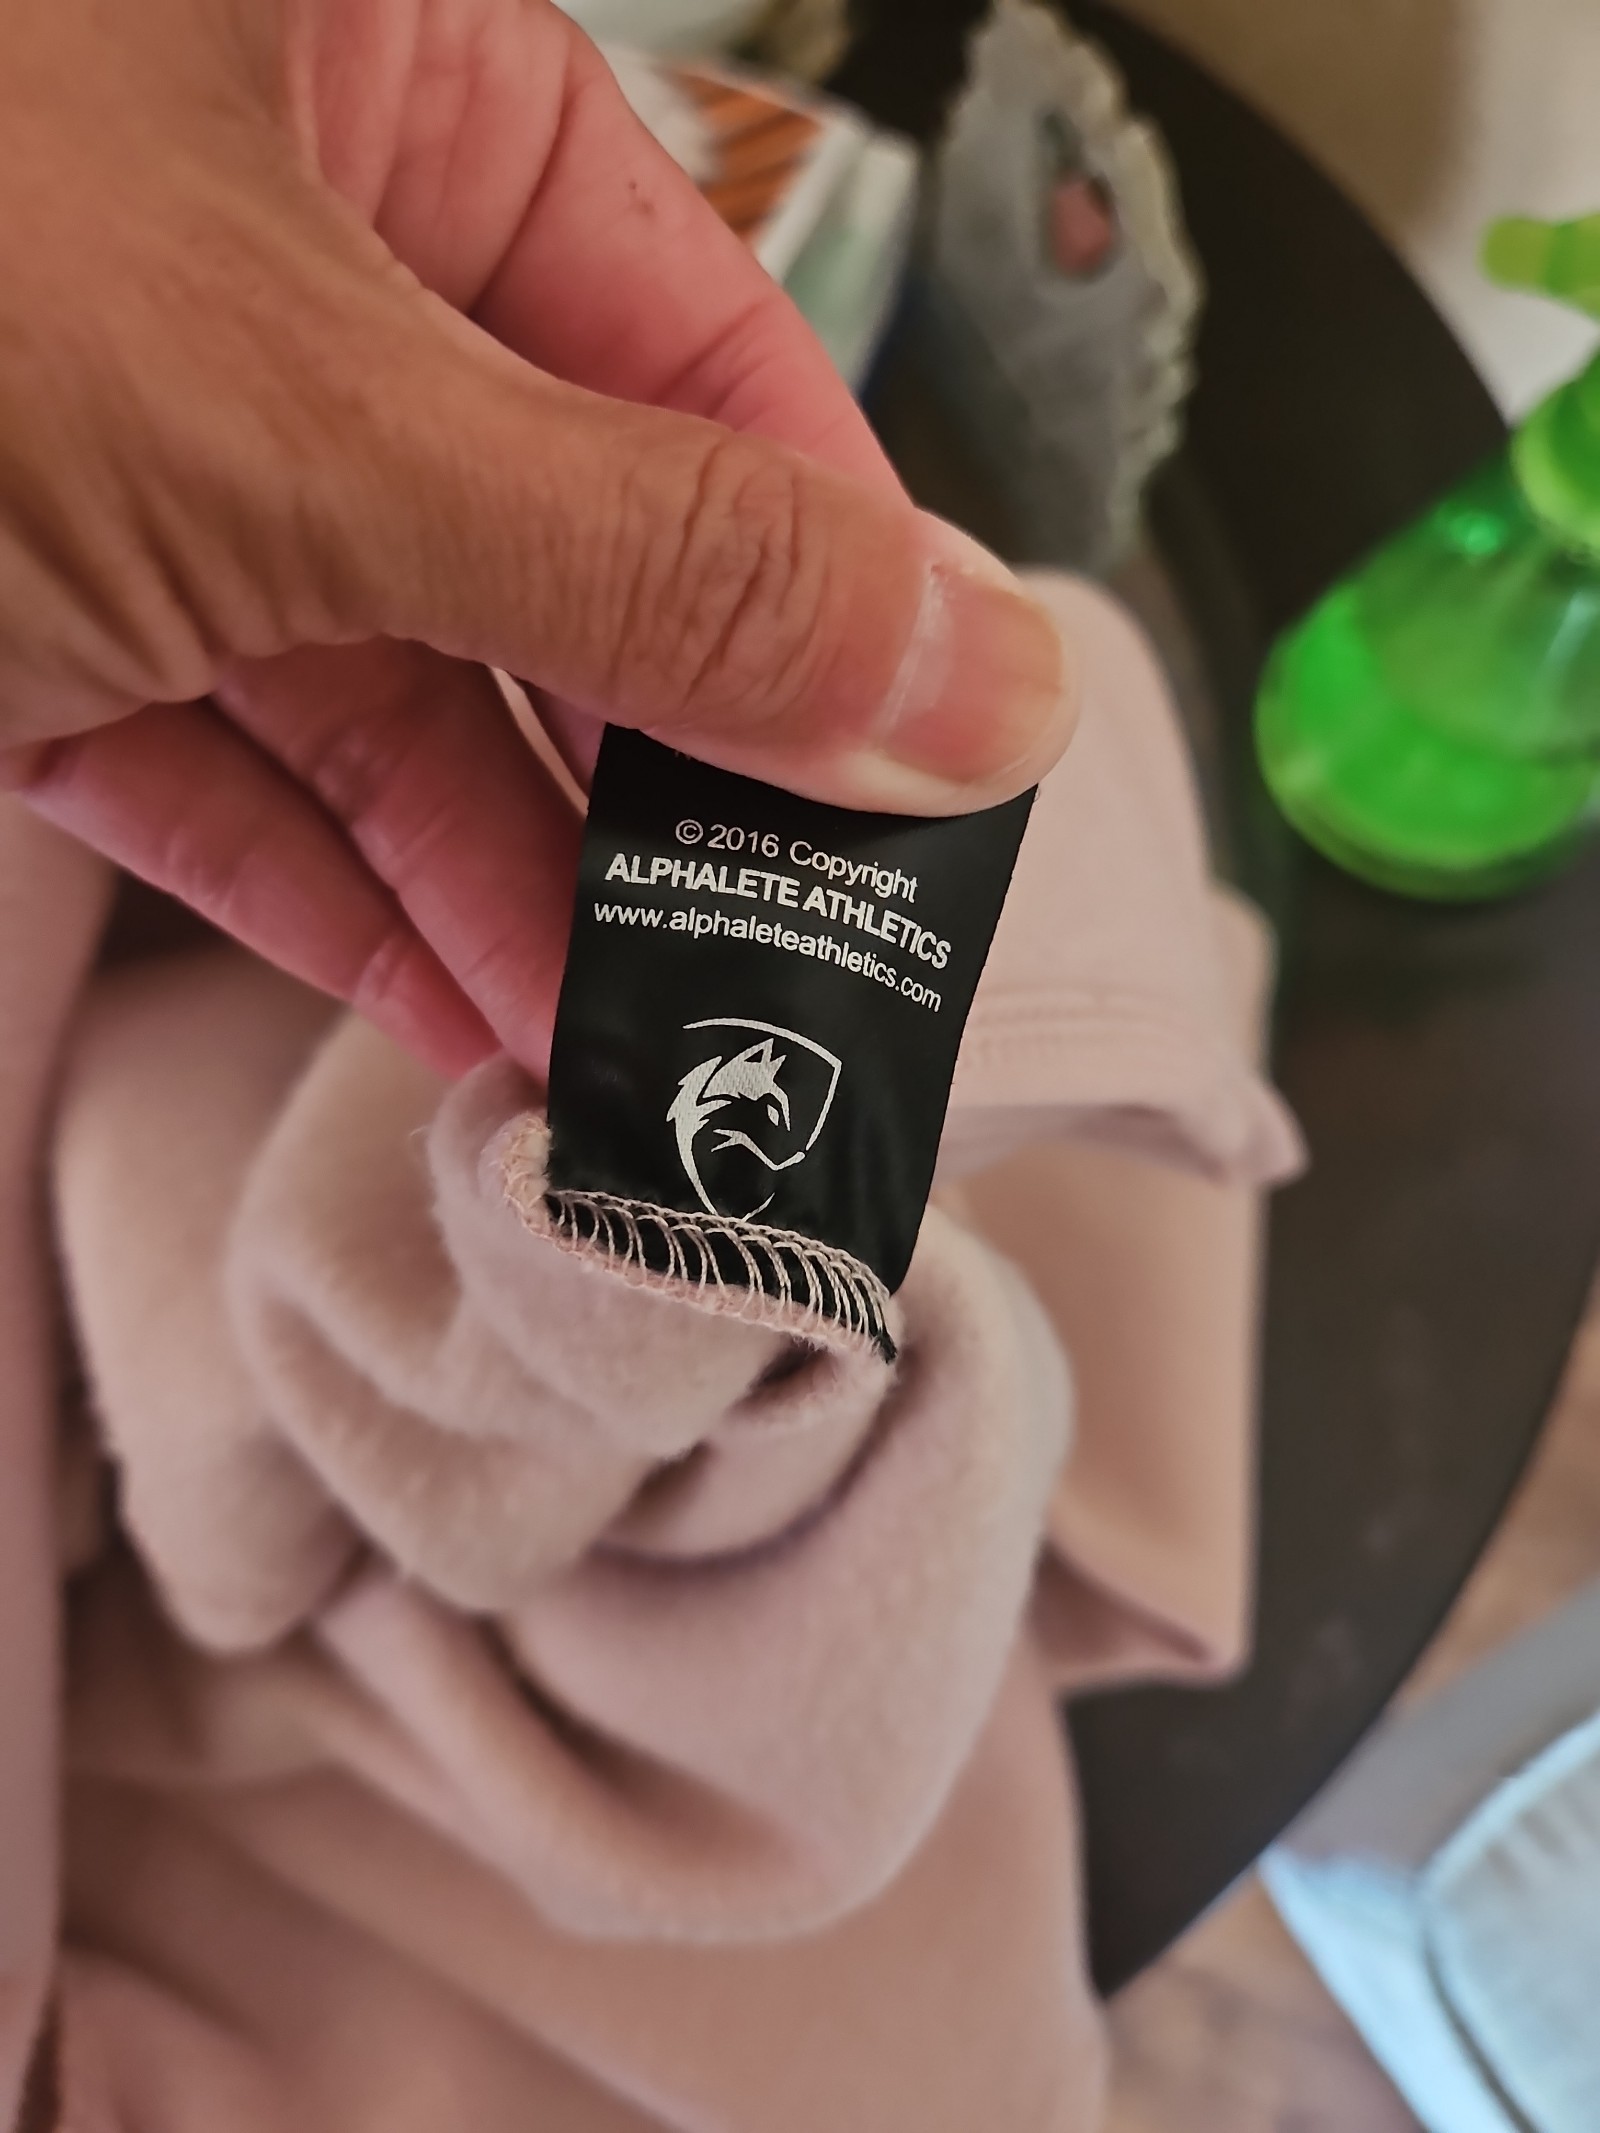 © 2016 Copyright
ALPHALETE ATHLETICS
www.alphaleteathletics.com